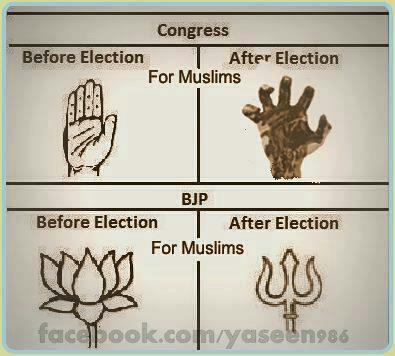 Congress
Before Election After Election
For Muslims
BJP
Before Election After Election
For Muslims
facebook.com/yaseen986